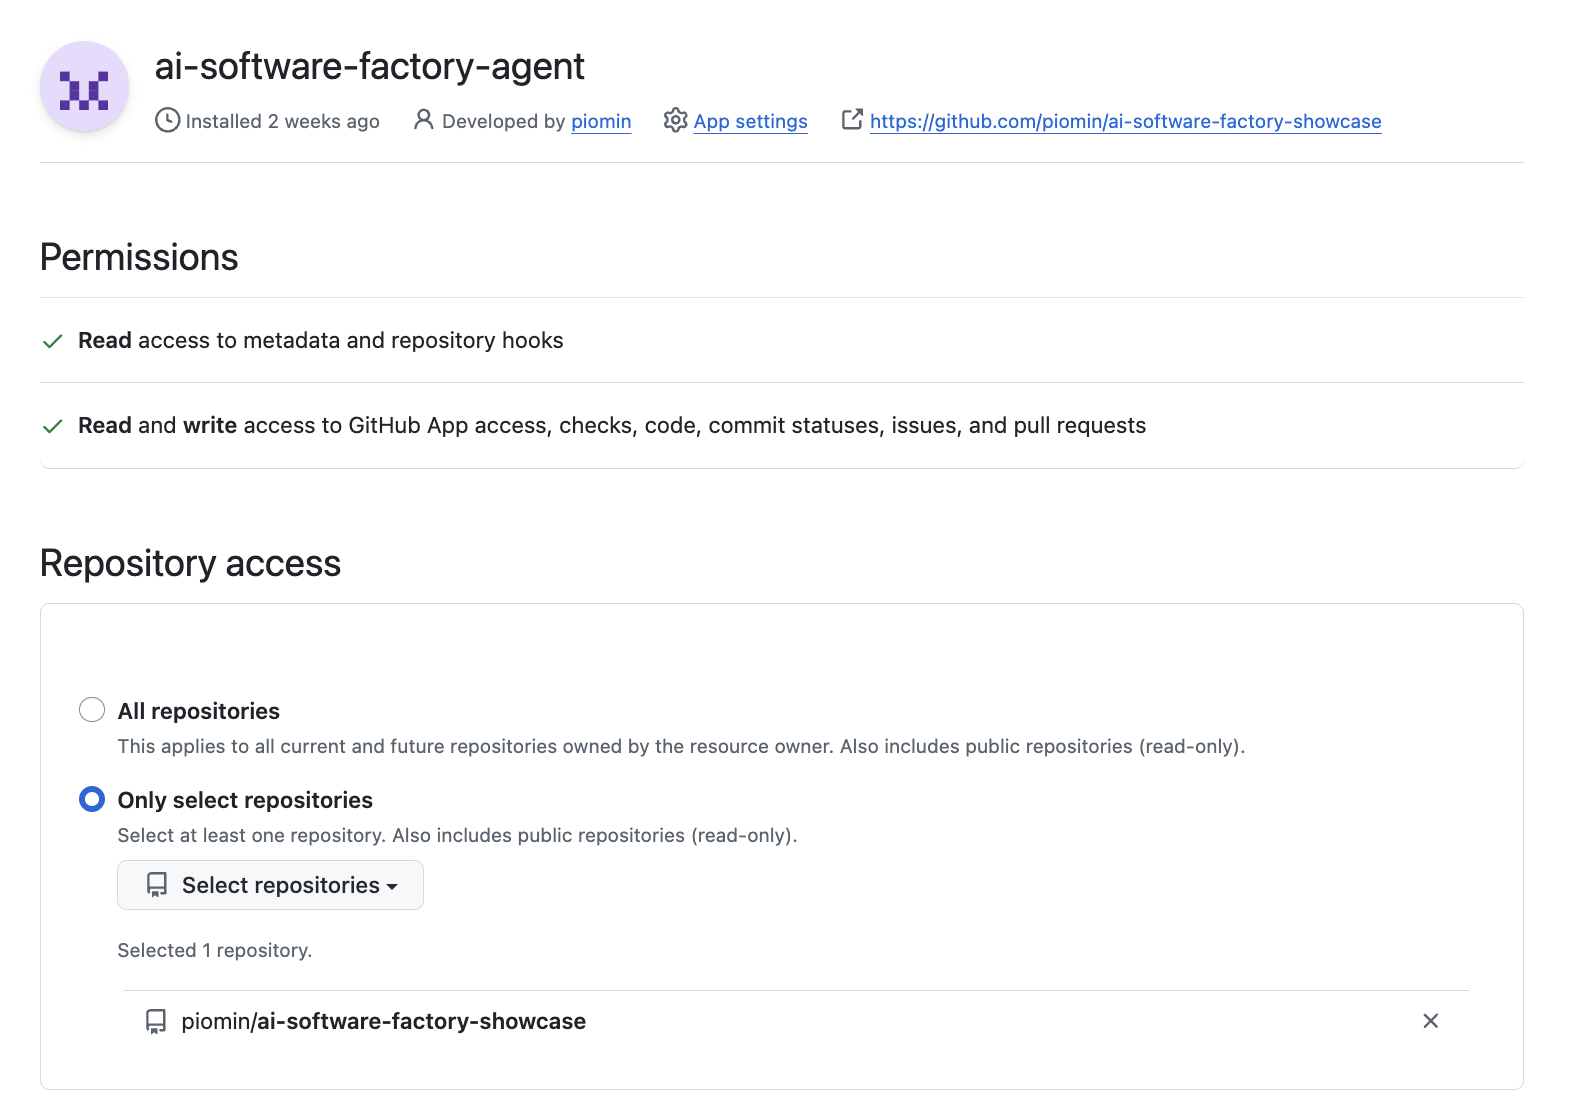 ai-software-factory-agent
Installed 2 weeks ago Developed by piomin App settings https://github.com/piomin/ai-software-factory-showcase
Permissions
Read access to metadata and repository hooks
Read and write access to GitHub App access, checks, code, commit statuses, issues, and pull requests
Repository access
All repositories
This applies to all current and future repositories owned by the resource owner. Also includes public repositories (read-only).
Only select repositories
Select at least one repository. Also includes public repositories (read-only).
Select repositories
Selected 1 repository.
piomin/ai-software-factory-showcase